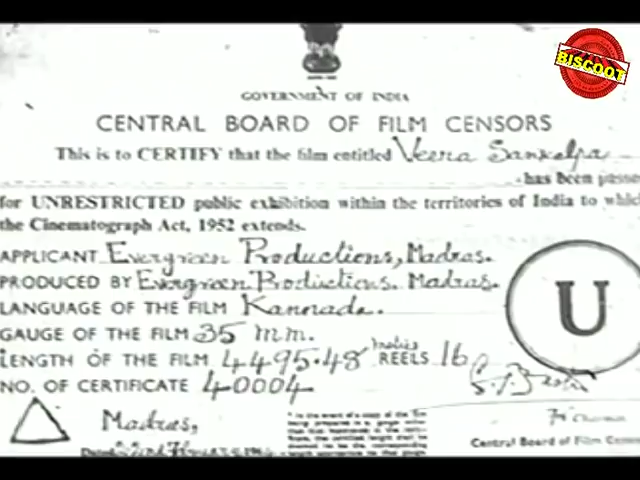 BISCOOT
GOVERNMENT OF INDIA
CENTRAL BOARD OF FILM CENSORS
This is to CERTIFY that the film entitled Veera Sankalpa
has been passe
for UNRESTRICTED public exhibition within the territories of India to whic
the Cinematograph Act, 1952 extends.
APPLICANT Evergreen Productions, Madras.
PRODUCED BY Evergreen Productions. Madras.
U
LANGUAGE OF THE FILM Kannada.
GAUGE OF THE FILM 35 mm.
LENGTH OF THE FILM 4495.48 Metres REELS 16
NO. OF CERTIFICATE 40004
Madras,
Central Board of Film Censo